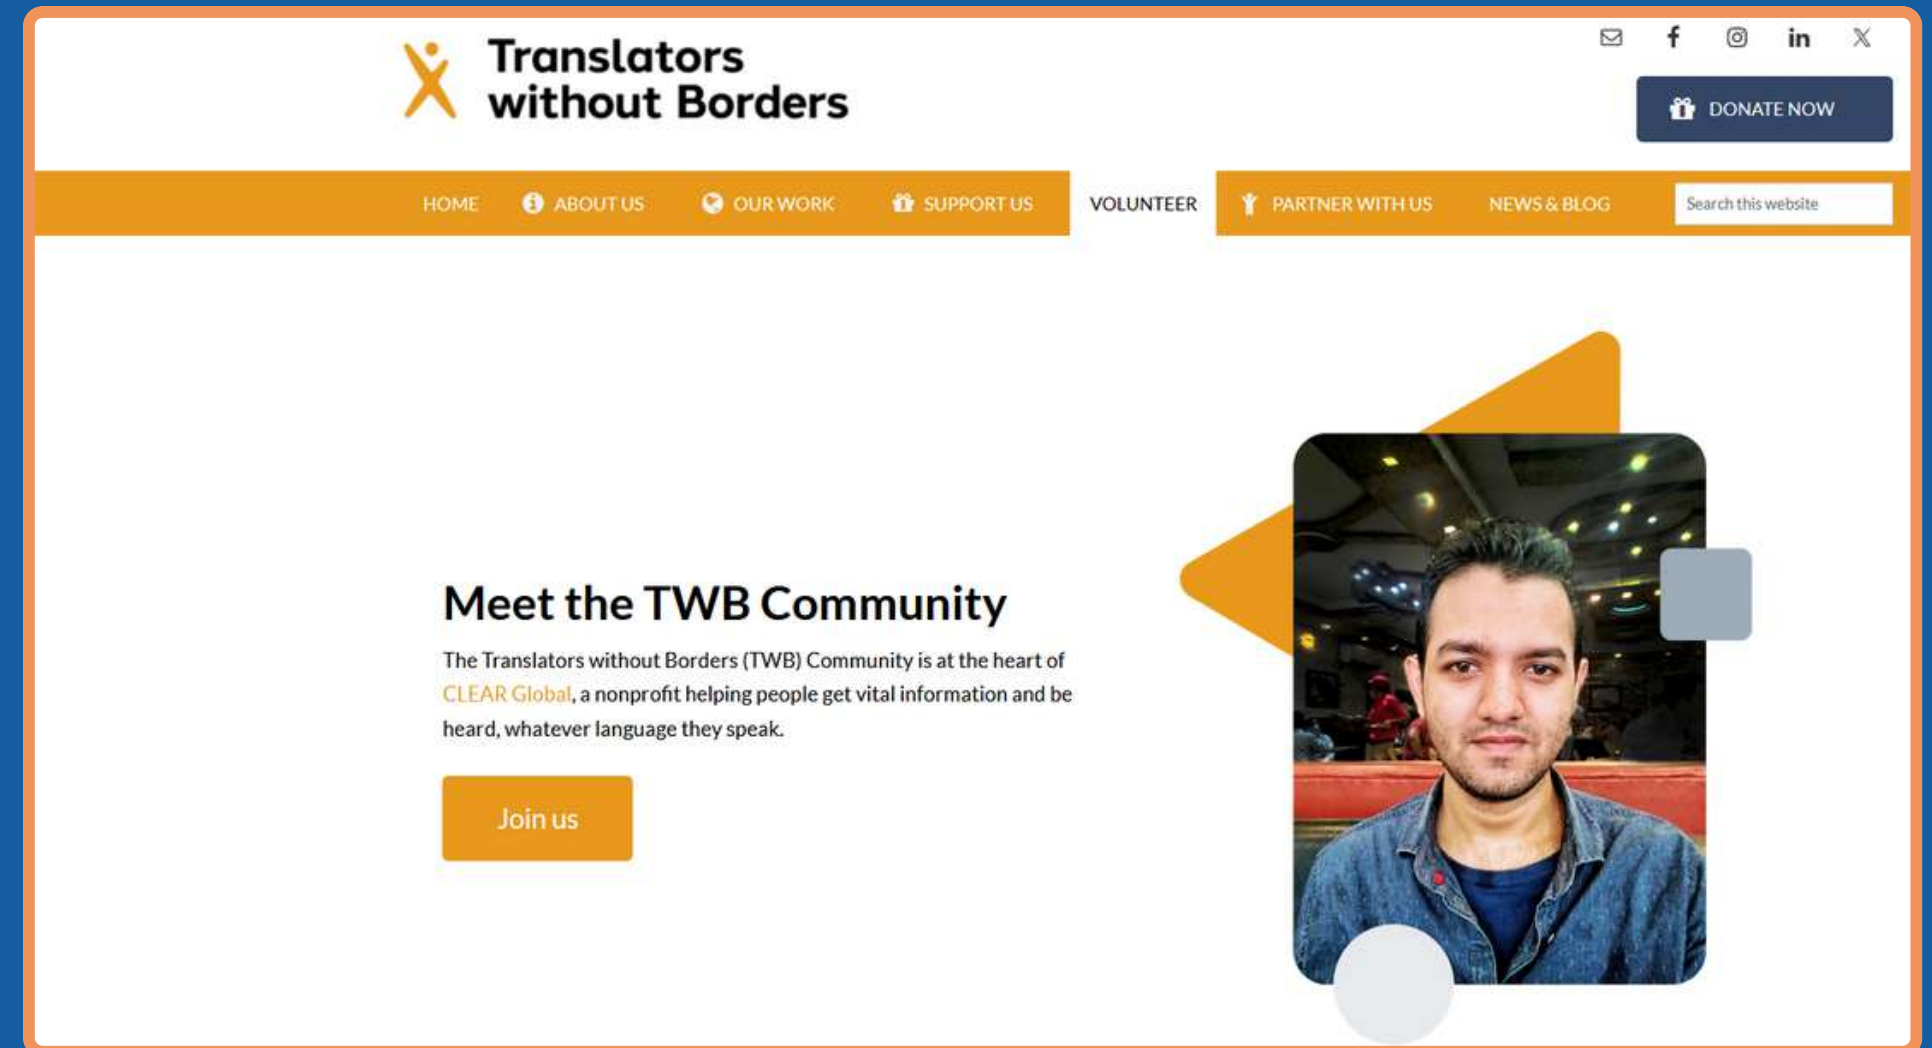 Translators
without Borders
DONATE NOW
HOME ABOUT US OUR WORK SUPPORT US VOLUNTEER PARTNER WITH US NEWS & BLOG Search this website
Meet the TWB Community
The Translators without Borders (TWB) Community is at the heart of
CLEAR Global, a nonprofit helping people get vital information and be
heard, whatever language they speak.
Join us